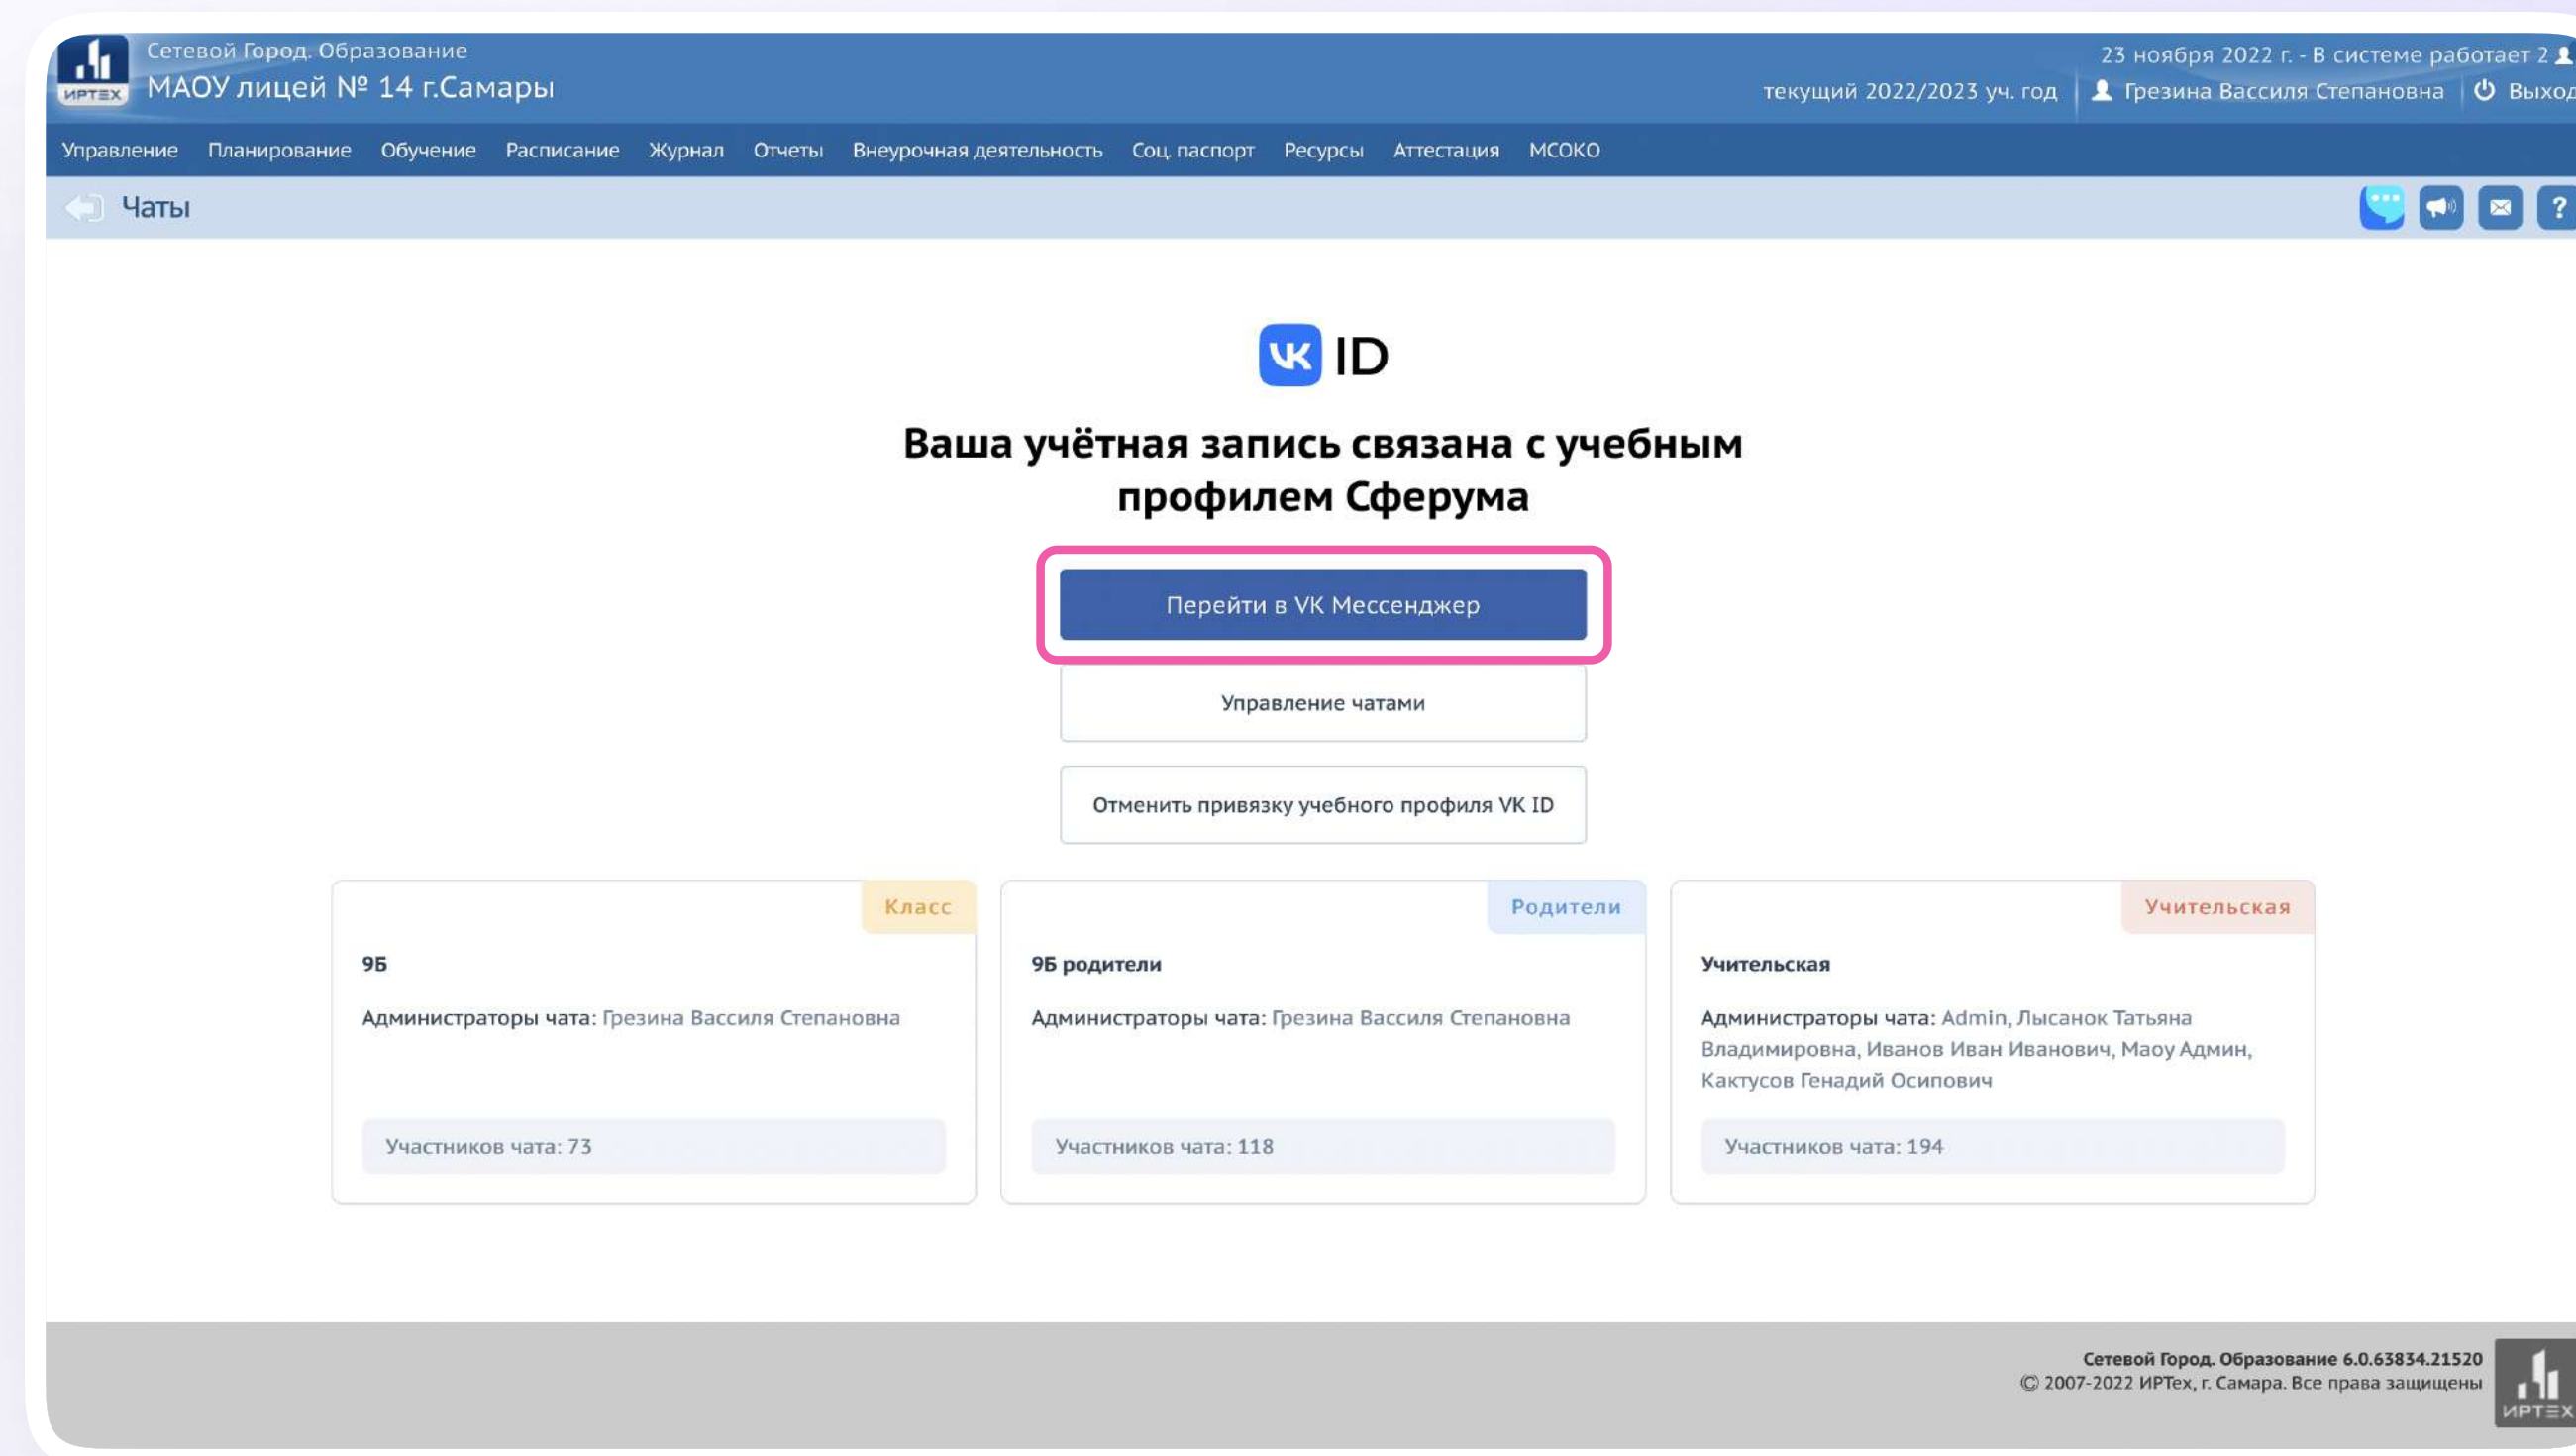 Сетевой Город. Образование
МАОУ лицей № 14 г.Самары
ИРТЕХ
23 ноября 2022 г. - В системе работает 2
текущий 2022/2023 уч. год
Грезина Вассиля Степановна
Выход
Управление Планирование Обучение Расписание Журнал Отчеты Внеурочная деятельность Соц. паспорт Ресурсы Аттестация МСОКО
Чаты
?
VK ID
Ваша учётная запись связана с учебным
профилем Сферума
Перейти в VK Мессенджер
Управление чатами
Отменить привязку учебного профиля VK ID
Класс
9Б
Администраторы чата: Грезина Вассиля Степановна
Участников чата: 73
Родители
9Б родители
Администраторы чата: Грезина Вассиля Степановна
Участников чата: 118
Учительская
Учительская
Администраторы чата: Admin, Лысанок Татьяна
Владимировна, Иванов Иван Иванович, Маоу Админ,
Кактусов Генадий Осипович
Участников чата: 194
Сетевой Город. Образование 6.0.63834.21520
© 2007-2022 ИРТех, г. Самара. Все права защищены
ИРТЕХ